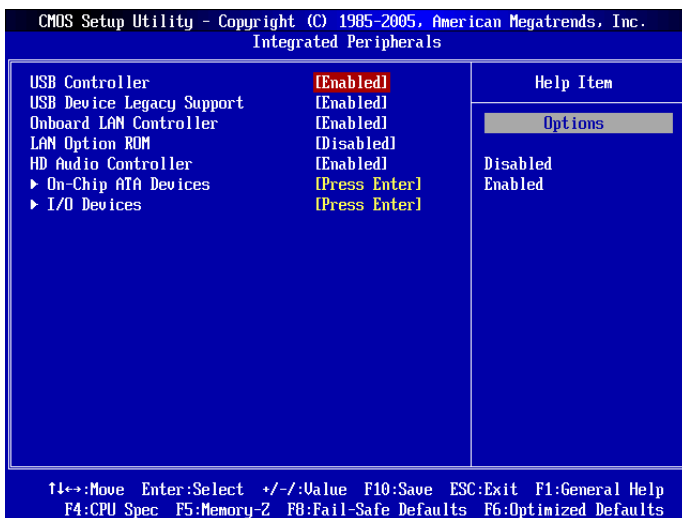 CMOS Setup Utility - Copyright (C) 1985-2005, American Megatrends, Inc.
Integrated Peripherals
USB Controller [Enabled]
USB Device Legacy Support [Enabled]
Onboard LAN Controller [Enabled]
LAN Option ROM [Disabled]
HD Audio Controller [Enabled]
▶ On-Chip ATA Devices [Press Enter]
▶ I/O Devices [Press Enter]
Help Item
Options
Disabled
Enabled
↑↓←→:Move Enter:Select +/-/:Value F10:Save ESC:Exit F1:General Help
F4:CPU Spec F5:Memory-Z F8:Fail-Safe Defaults F6:Optimized Defaults